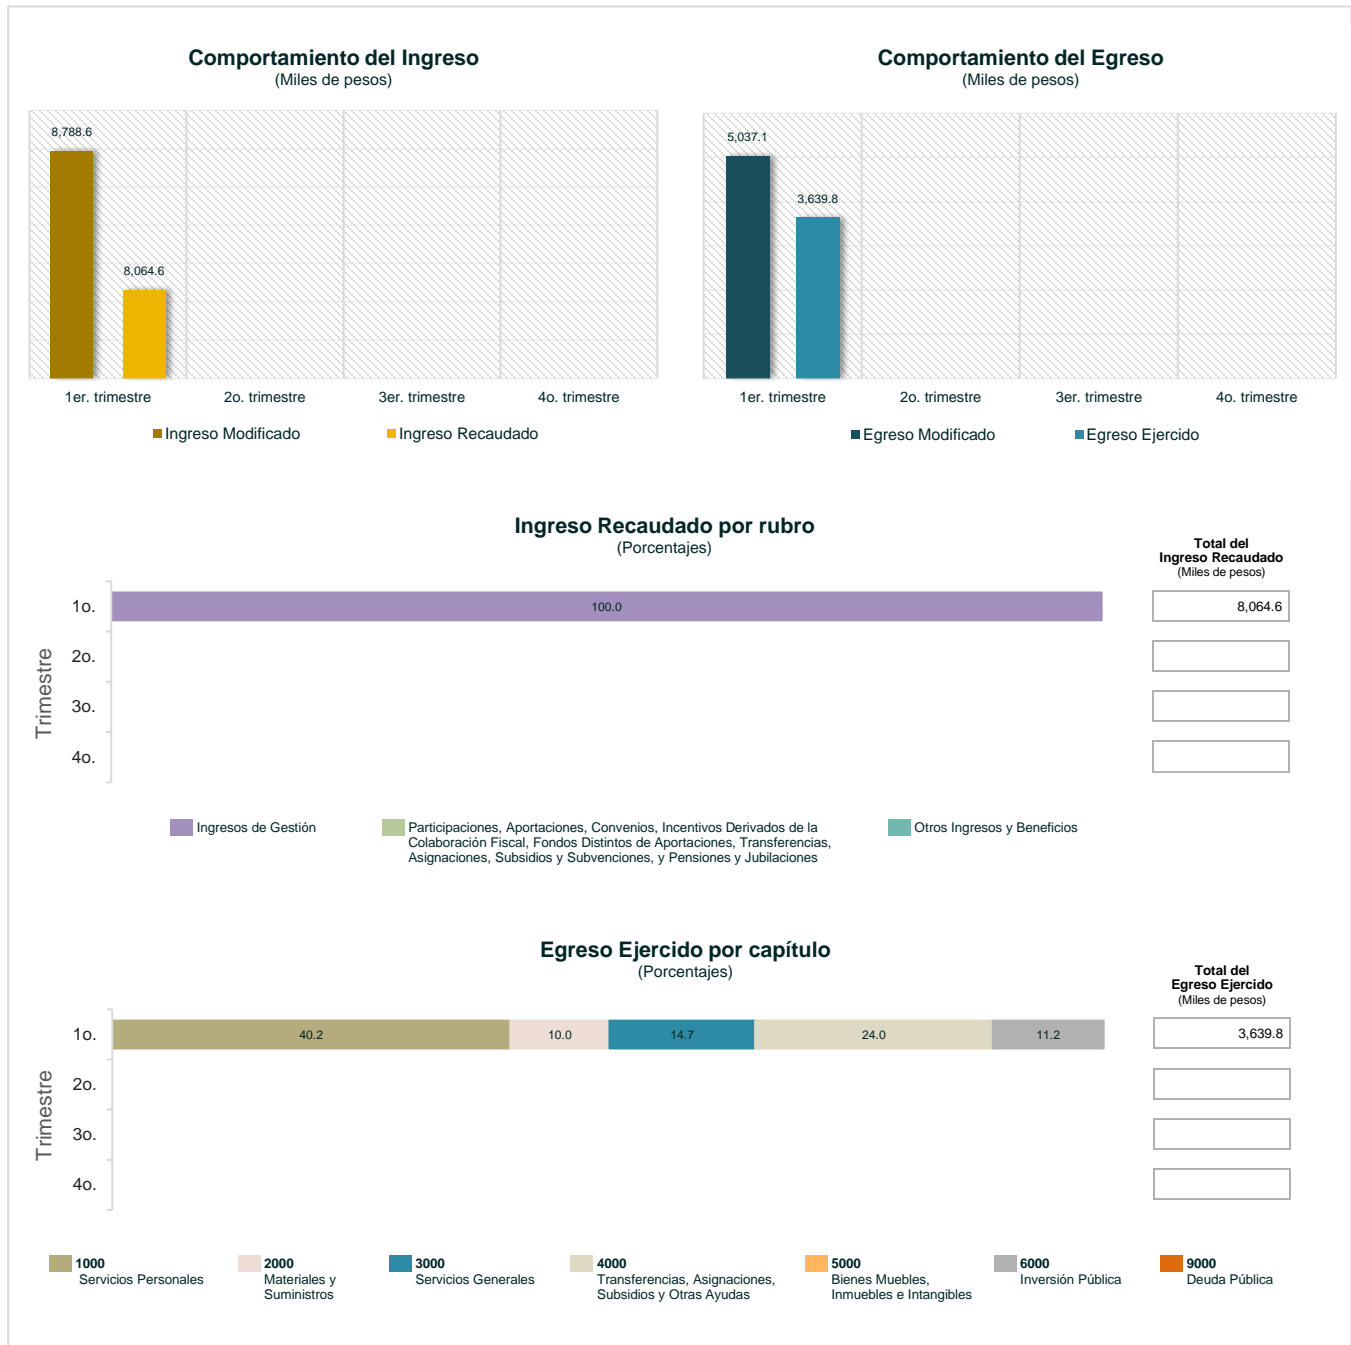 Comportamiento del Ingreso
(Miles de pesos)
8,788.6
8,064.6
1er. trimestre
2o. trimestre
3er. trimestre
4o. trimestre
Ingreso Modificado
Ingreso Recaudado
Comportamiento del Egreso
(Miles de pesos)
5,037.1
3,639.8
1er. trimestre
2o. trimestre
3er. trimestre
4o. trimestre
Egreso Modificado
Egreso Ejercido
Ingreso Recaudado por rubro
(Porcentajes)
Total del
Ingreso Recaudado
(Miles de pesos)
Trimestre
1o.
100.0
8,064.6
2o.
3o.
4o.
Ingresos de Gestión
Participaciones, Aportaciones, Convenios, Incentivos Derivados de la
Colaboración Fiscal, Fondos Distintos de Aportaciones, Transferencias,
Asignaciones, Subsidios y Subvenciones, y Pensiones y Jubilaciones
Otros Ingresos y Beneficios
Egreso Ejercido por capítulo
(Porcentajes)
Total del
Egreso Ejercido
(Miles de pesos)
Trimestre
1o.
40.2
10.0
14.7
24.0
11.2
3,639.8
2o.
3o.
4o.
1000
Servicios Personales
2000
Materiales y
Suministros
3000
Servicios Generales
4000
Transferencias, Asignaciones,
Subsidios y Otras Ayudas
5000
Bienes Muebles,
Inmuebles e Intangibles
6000
Inversión Pública
9000
Deuda Pública